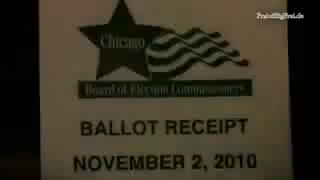 Chicago
Board of Election Commissioners
BALLOT RECEIPT
NOVEMBER 2, 2010